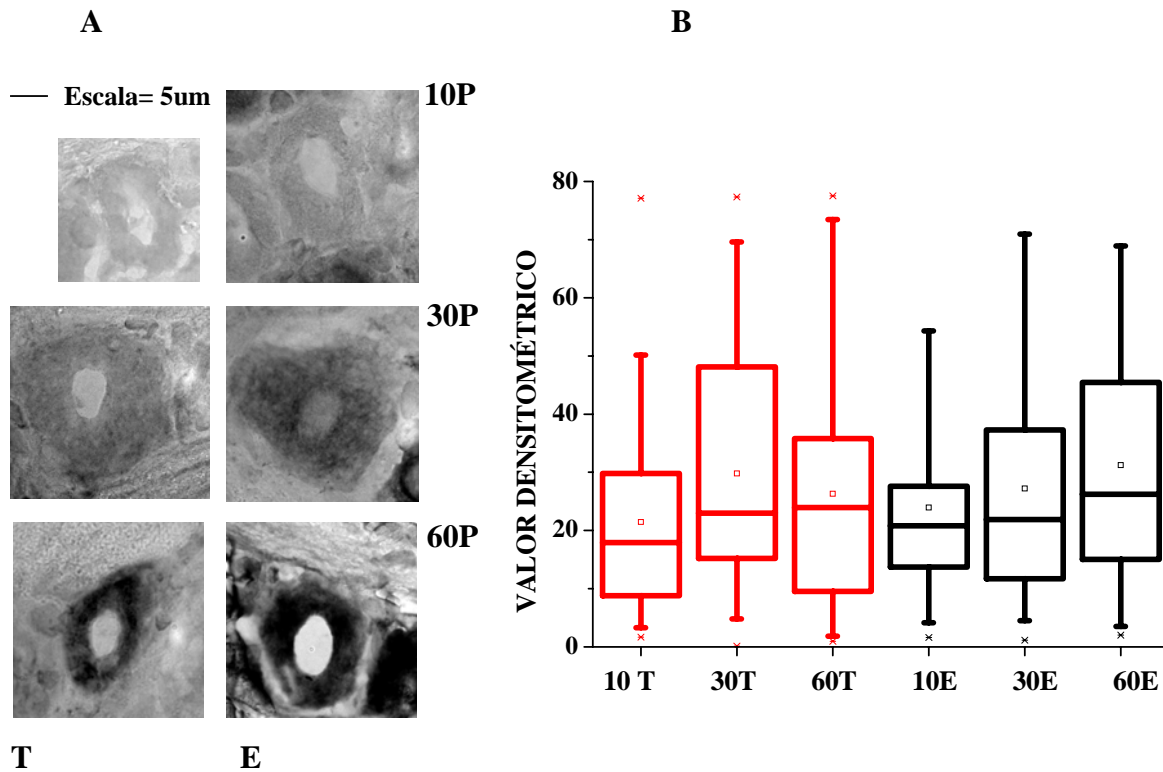 A
B
Escala= 5um
10P
30P
60P
T
E
VALOR DENSITOMÉTRICO
80
60
40
20
0
10 T 30T 60T 10E 30E 60E